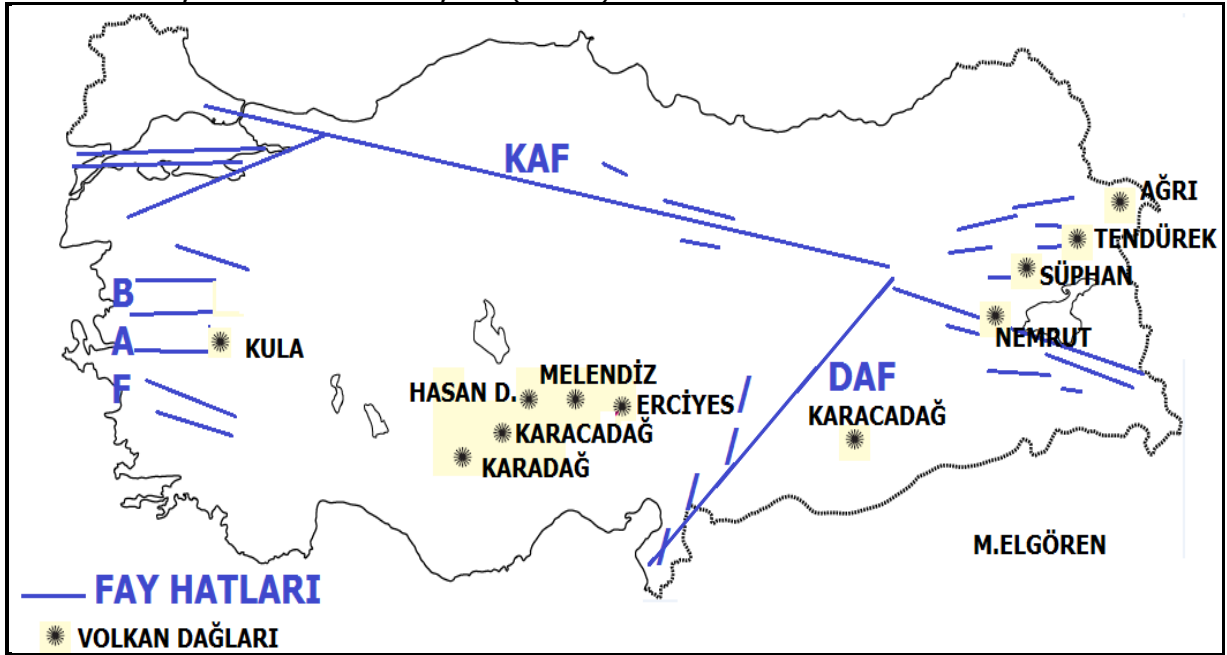 KAF
AĞRI
TENDÜREK
SÜPHAN
NEMRUT
B
A
F
KULA
HASAN D.
MELENDİZ
ERCİYES
KARACADAĞ
KARADAĞ
DAF
KARACADAĞ
M.ELGÖREN
FAY HATLARI
VOLKAN DAĞLARI